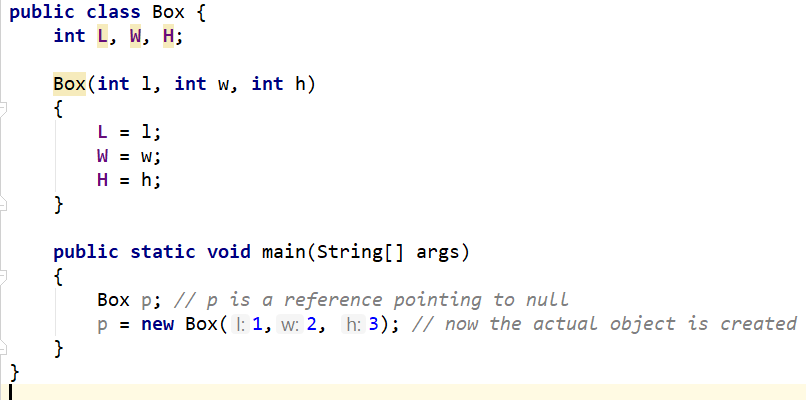 public class Box {
int L, W, H;
Box(int l, int w, int h)
{
L = l;
W = w;
H = h;
}
public static void main(String[] args)
{
Box p; // p is a reference pointing to null
p = new Box( l: 1, w: 2, h: 3); // now the actual object is created
}
}